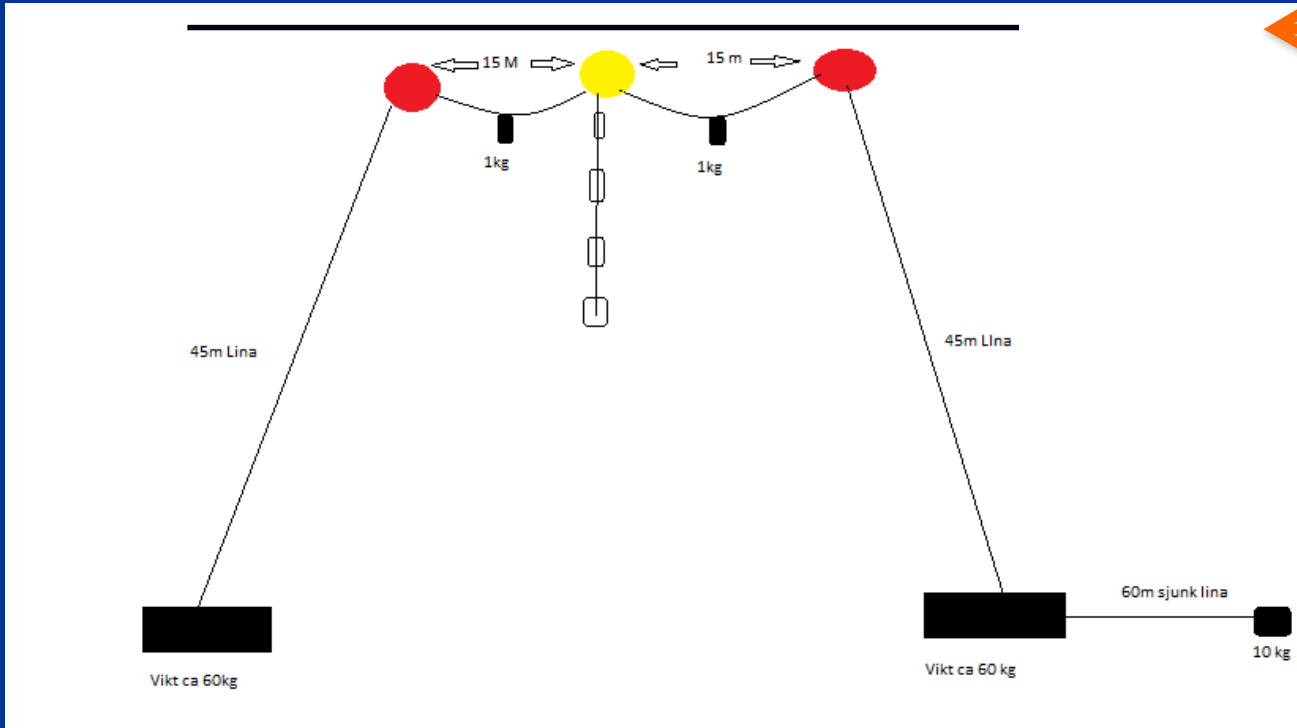 15 M
15 m
1kg
1kg
45m Lina
45m LIna
60m sjunk lina
10 kg
Vikt ca 60kg
Vikt ca 60 kg